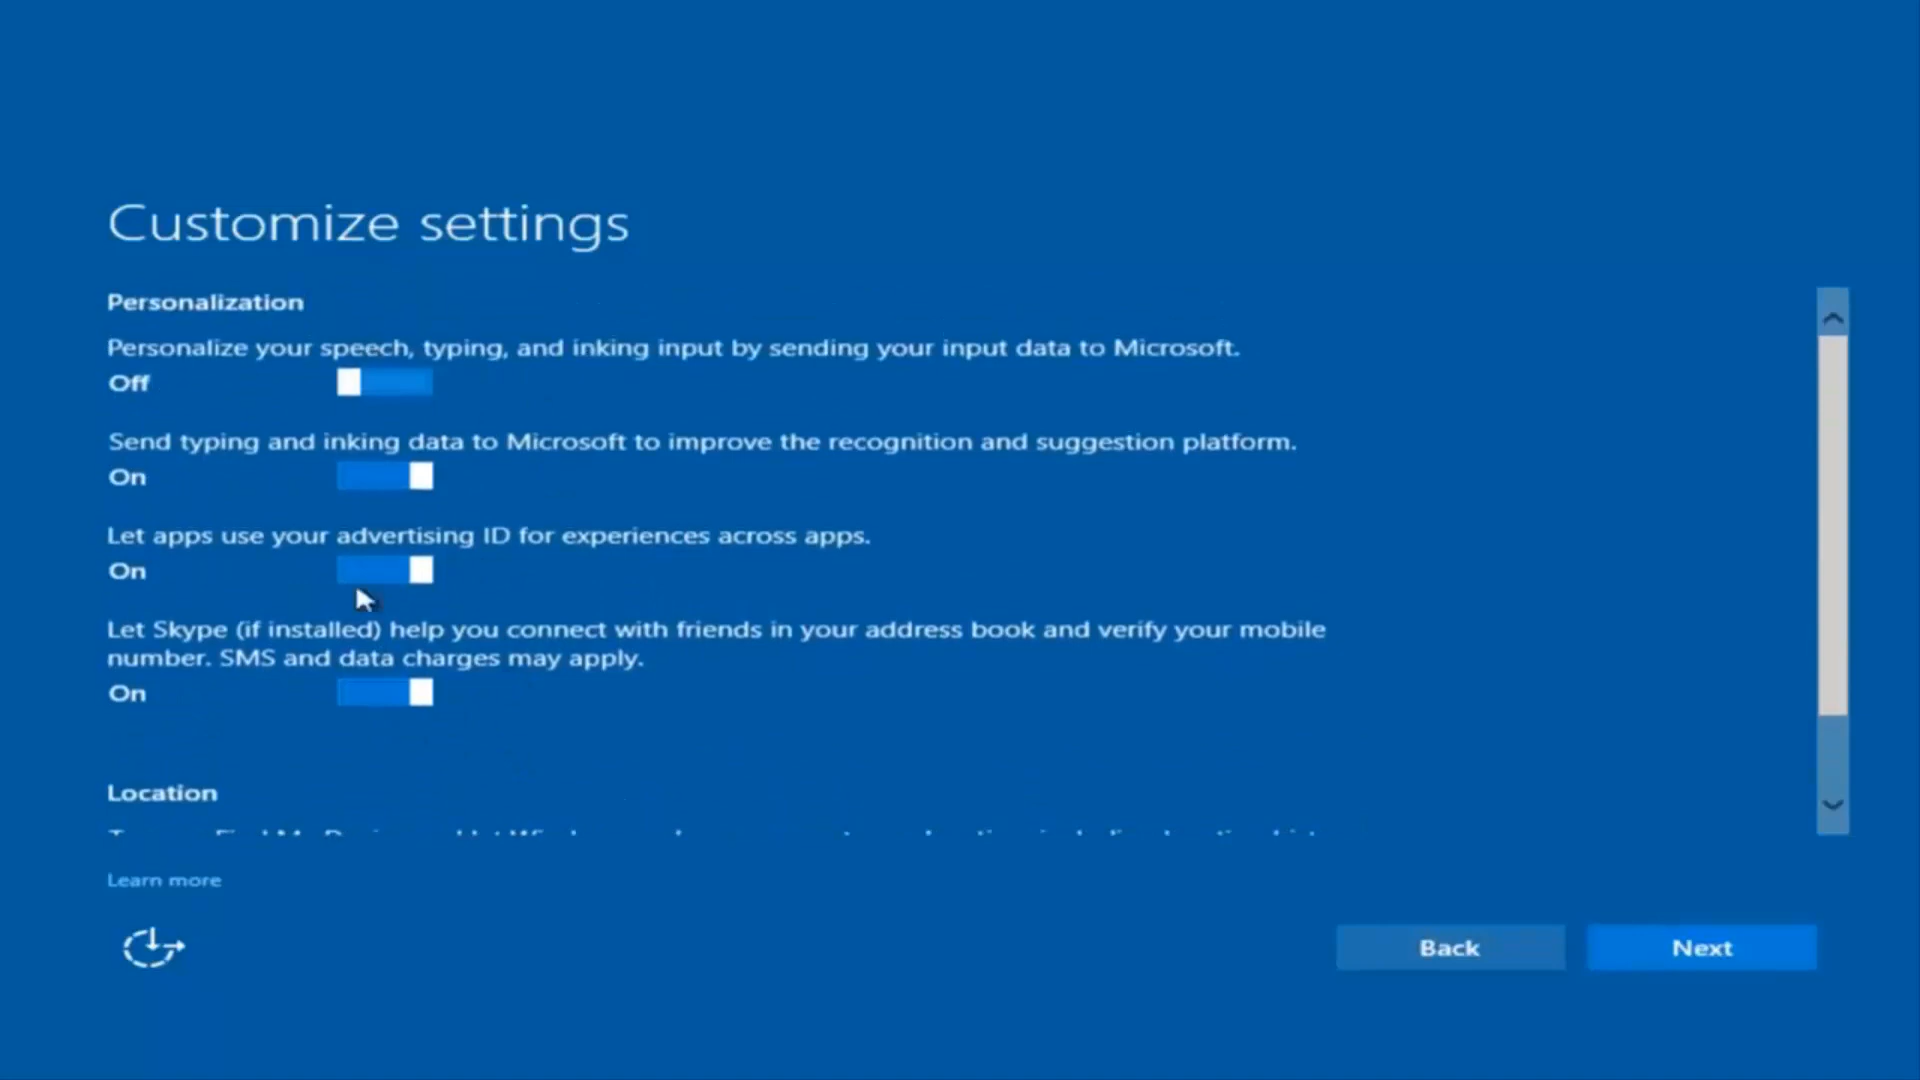 Customize settings
Personalization
Personalize your speech, typing, and inking input by sending your input data to Microsoft.
Off
Send typing and inking data to Microsoft to improve the recognition and suggestion platform.
On
Let apps use your advertising ID for experiences across apps.
On
Let Skype (if installed) help you connect with friends in your address book and verify your mobile
number. SMS and data charges may apply.
On
Location
Learn more
Back
Next